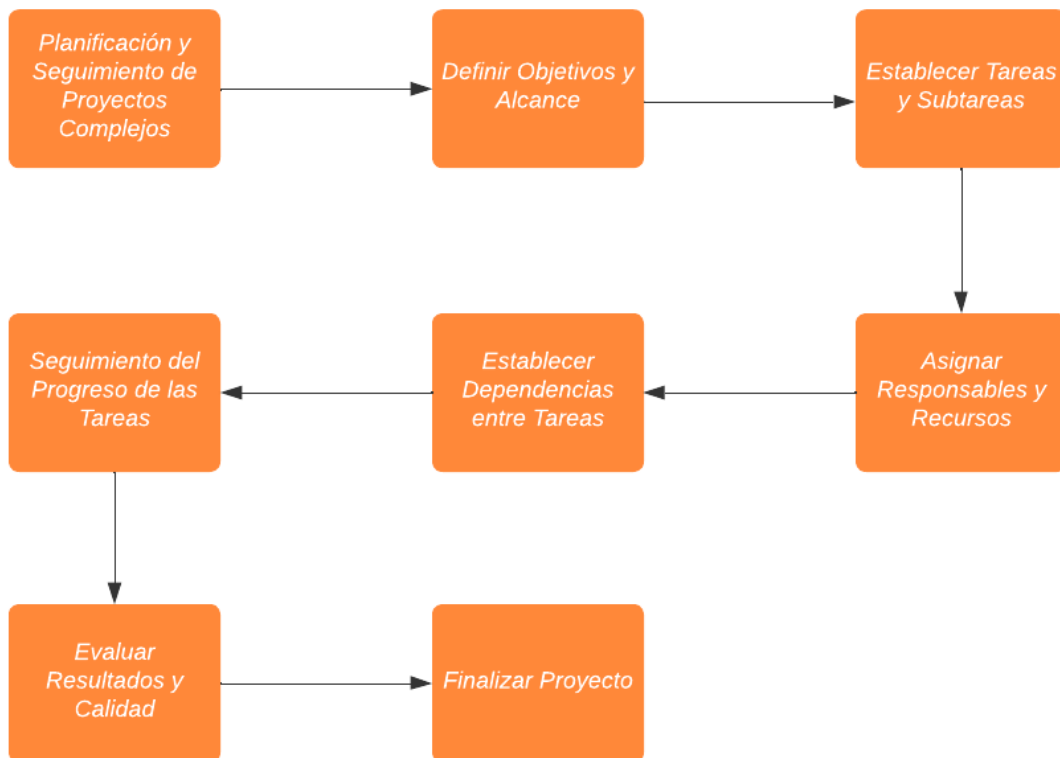 Planificación y
Seguimiento de
Proyectos
Complejos
Definir Objetivos y
Alcance
Establecer Tareas
y Subtareas
Asignar
Responsables y
Recursos
Establecer
Dependencias
entre Tareas
Seguimiento del
Progreso de las
Tareas
Evaluar
Resultados y
Calidad
Finalizar Proyecto